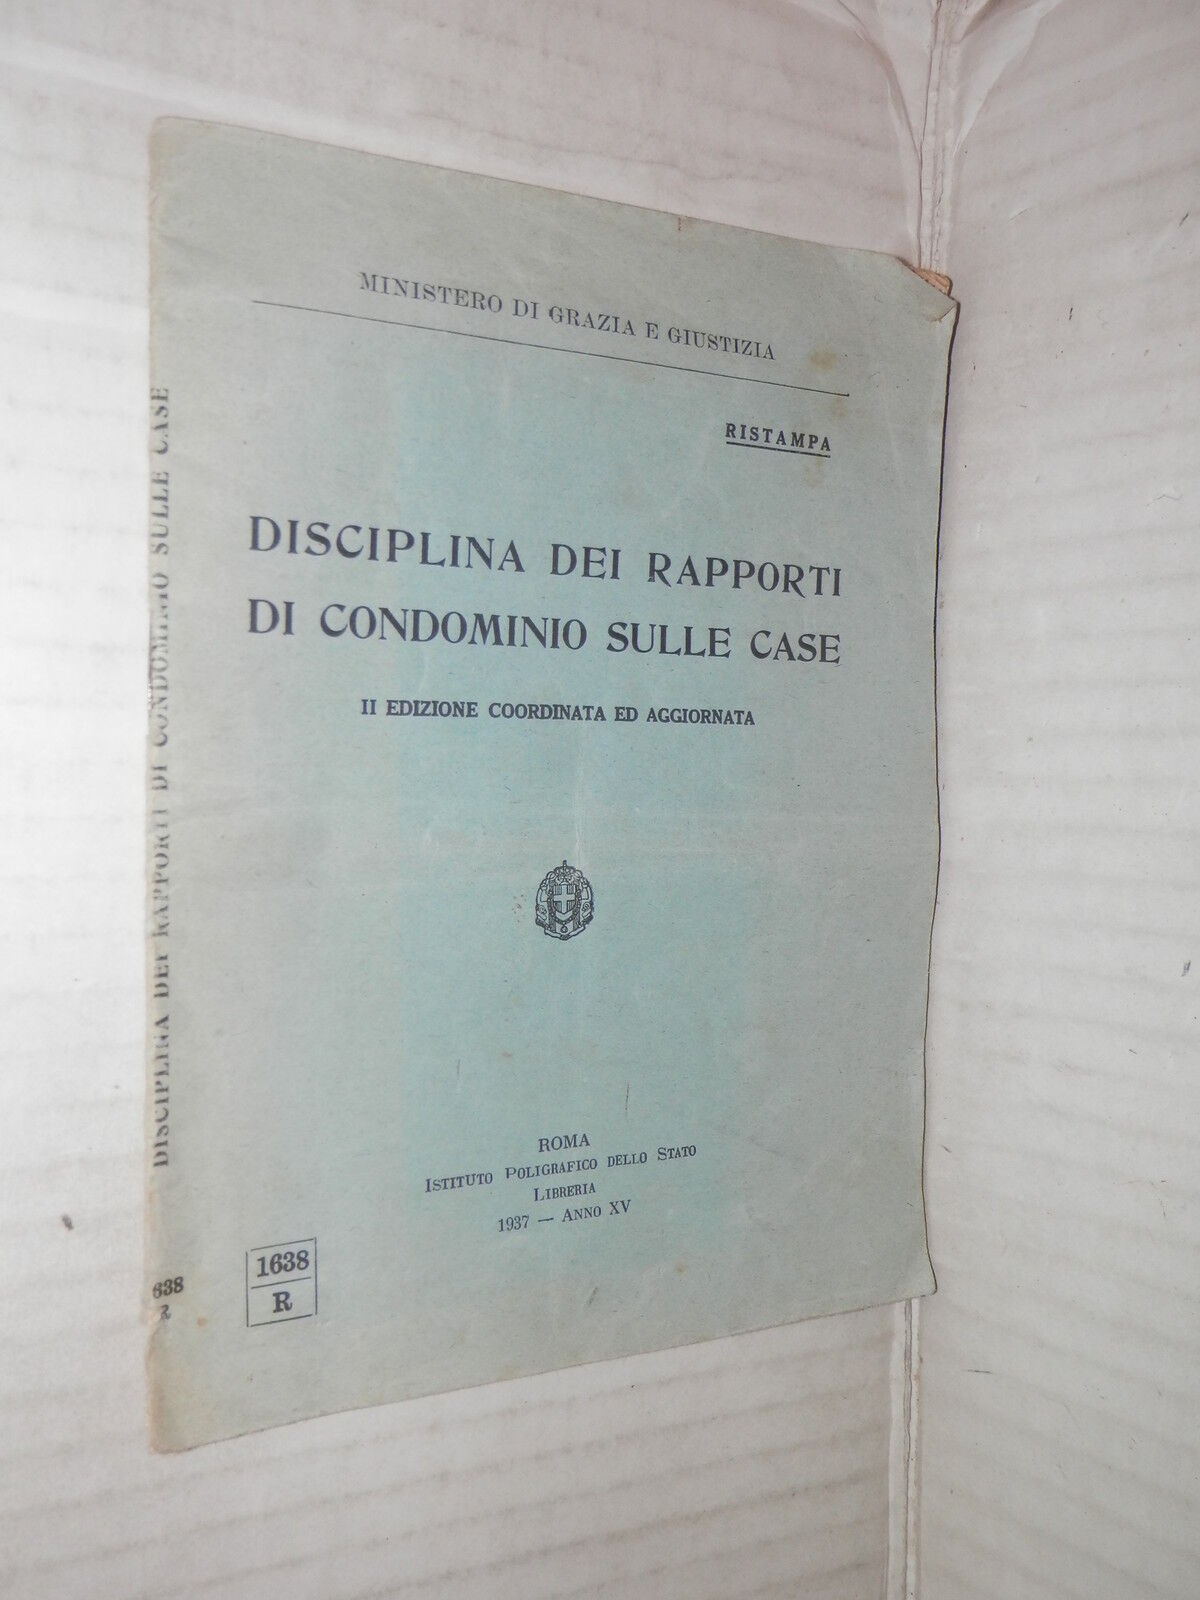 MINISTERO DI GRAZIA E GIUSTIZIA
RISTAMPA
DISCIPLINA DEI RAPPORTI
DI CONDOMINIO SULLE CASE
II EDIZIONE COORDINATA ED AGGIORNATA
ROMA
ISTITUTO POLIGRAFICO DELLO STATO
LIBRERIA
1937 — ANNO XV
1638
R
DISCIPLINA DEI RAPPORTI DI CONDOMINIO SULLE CASE
638
R